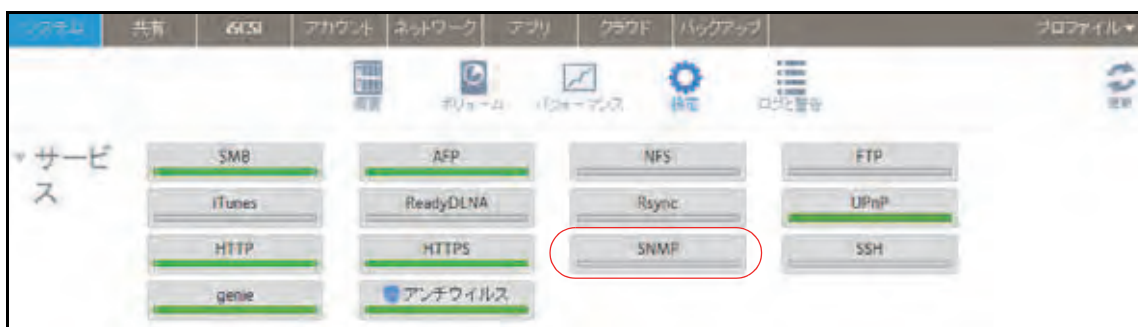 システム 共有 iSCSI アカウント ネットワーク アプリ クラウド バックアップ プロファイル
概要 ボリューム パフォーマンス 設定 ログと警告 更新
サービス
SMB AFP NFS FTP
iTunes ReadyDLNA Rsync UPnP
HTTP HTTPS SNMP SSH
genie アンチウイルス